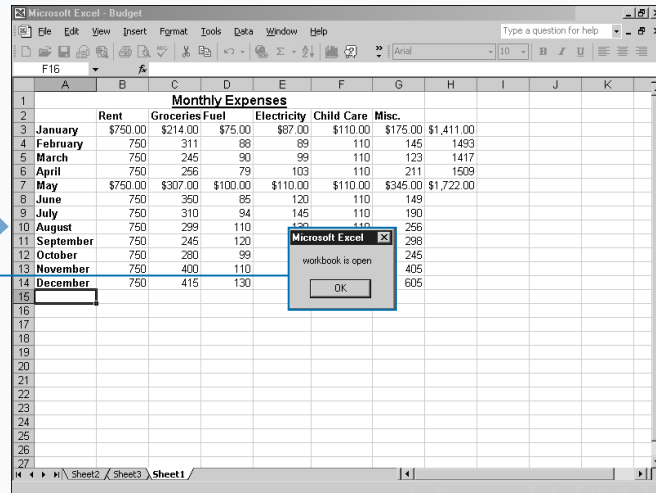 Microsoft Excel - Budget
File Edit View Insert Format Tools Data Window Help Type a question for help
Arial 10 B I U
F16 fx
A B C D E F G H I J K
1 Monthly Expenses
2 Rent Groceries Fuel Electricity Child Care Misc.
3 January $750.00 $214.00 $75.00 $87.00 $110.00 $175.00 $1,411.00
4 February 750 311 88 89 110 145 1493
5 March 750 245 90 99 110 123 1417
6 April 750 256 79 103 110 211 1509
7 May $750.00 $307.00 $100.00 $110.00 $110.00 $345.00 $1,722.00
8 June 750 350 85 120 110 149
9 July 750 310 94 145 110 190
10 August 750 299 110 256
11 September 750 245 120 298
12 October 750 280 99 245
13 November 750 400 110 405
14 December 750 415 130 605
Microsoft Excel
workbook is open
OK
15
16
17
18
19
20
21
22
23
24
25
26
27
Sheet2 Sheet3 Sheet1